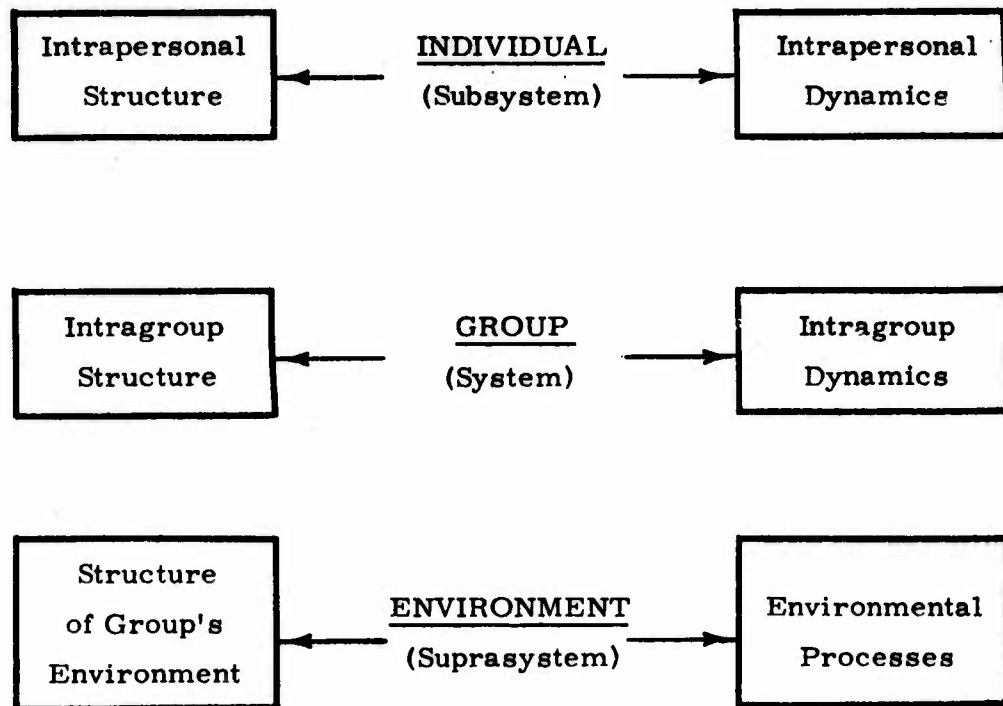 Intrapersonal
Structure
INDIVIDUAL
(Subsystem)
Intrapersonal
Dynamics
Intragroup
Structure
GROUP
(System)
Intragroup
Dynamics
Structure
of Group's
Environment
ENVIRONMENT
(Suprasystem)
Environmental
Processes